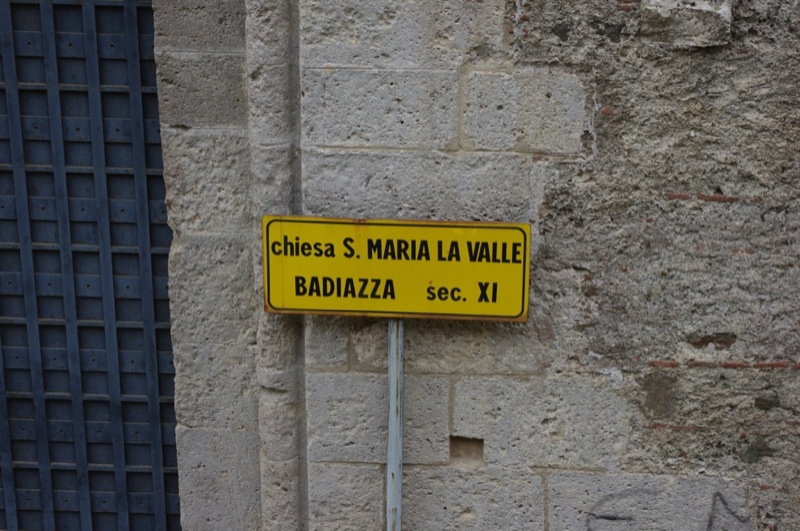 chiesa S. MARIA LA VALLE
BADIAZZA sec. XI